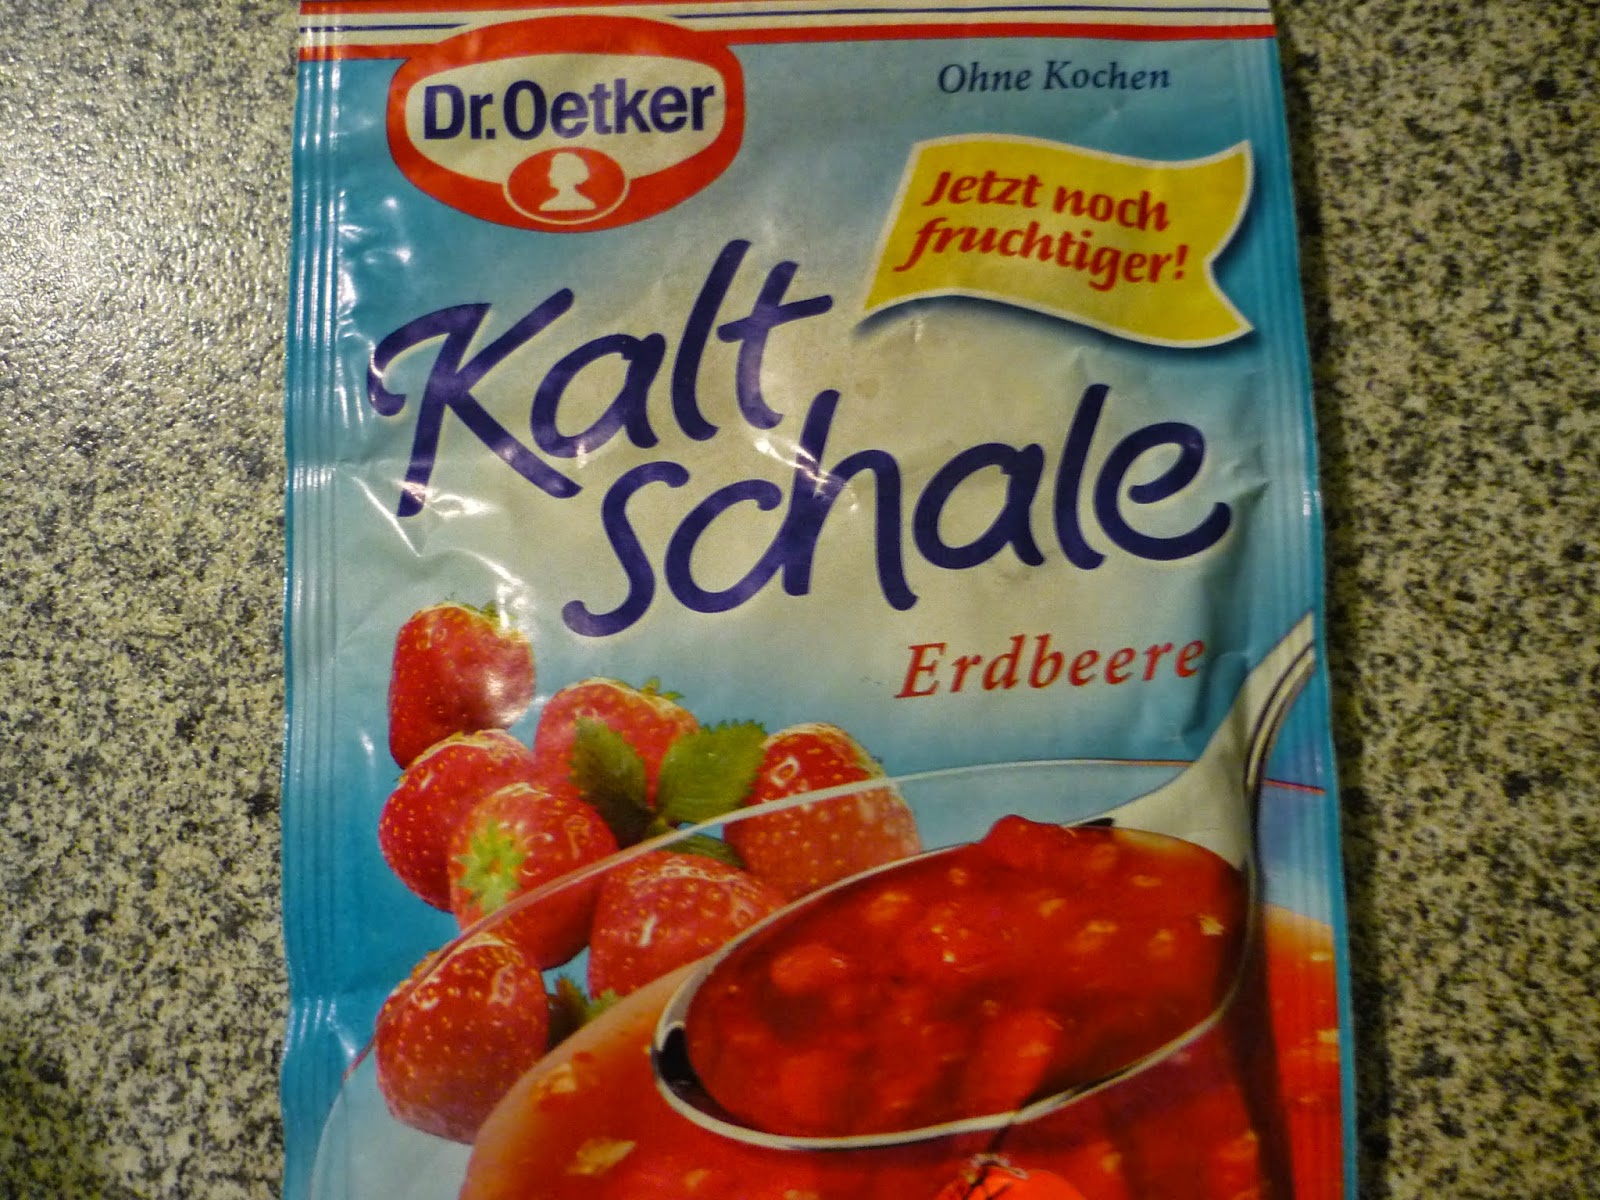 Dr. Oetker
Ohne Kochen
Jetzt noch
fruchtiger!
Kalt
schale
Erdbeere